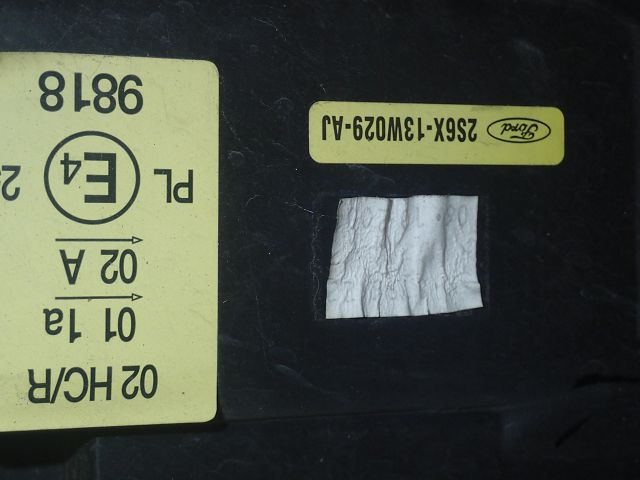 02 HC/R
01 1a
02 A
PL E4
9818
Ford 2S6X-13W029-AJ